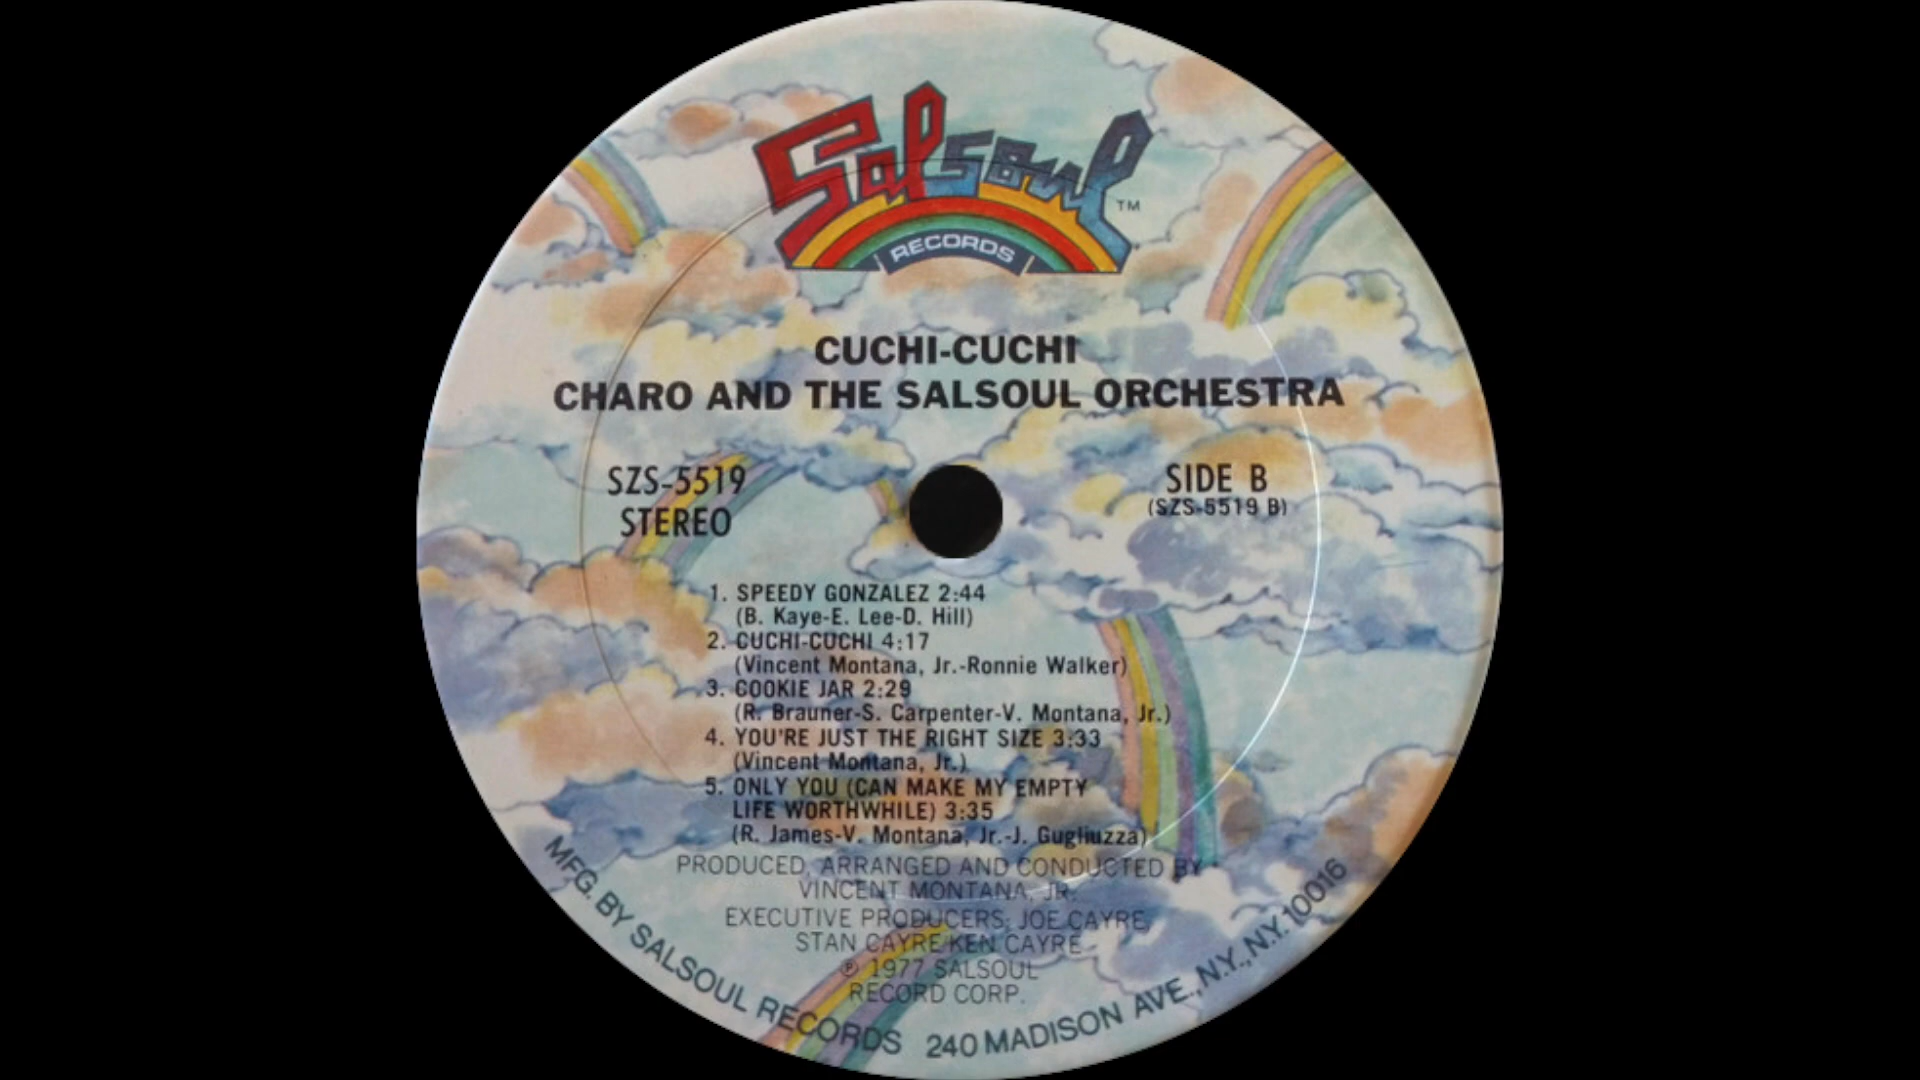 Salsoul
TM
RECORDS
CUCHI-CUCHI
CHARO AND THE SALSOUL ORCHESTRA
SZS-5519
STEREO
SIDE B
(SZS-5519 B)
1. SPEEDY GONZALEZ 2:44
(B. Kaye-E. Lee-D. Hill)
2. CUCHI-CUCHI 4:17
(Vincent Montana, Jr.-Ronnie Walker)
3. COOKIE JAR 2:29
(R. Brauner-S. Carpenter-V. Montana, Jr.)
4. YOU'RE JUST THE RIGHT SIZE 3:33
(Vincent Montana, Jr.)
5. ONLY YOU (CAN MAKE MY EMPTY
LIFE WORTHWHILE) 3:35
(R. James-V. Montana, Jr.-J. Gugliuzza)
PRODUCED, ARRANGED AND CONDUCTED BY
VINCENT MONTANA, JR.
EXECUTIVE PRODUCERS: JOE CAYRE,
STAN CAYRE, KEN CAYRE
℗ 1977 SALSOUL
RECORD CORP.
MFG. BY SALSOUL RECORDS 240 MADISON AVE., N.Y., N.Y. 10016